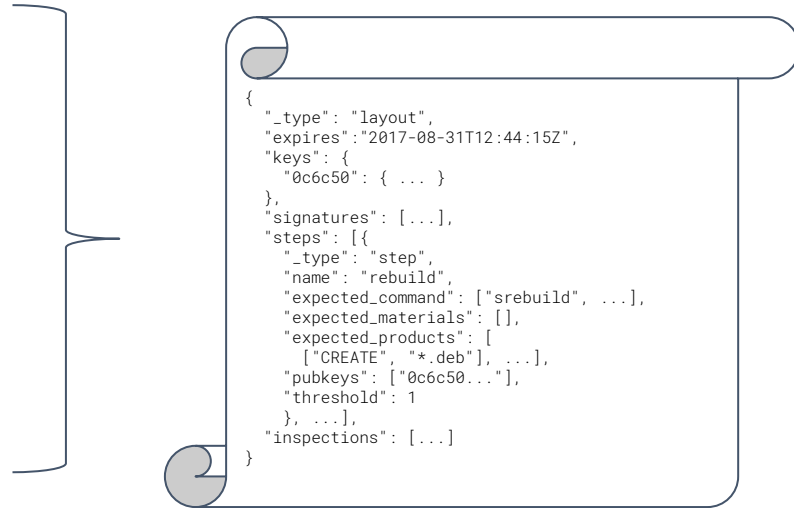 {
  "_type": "layout",
  "expires":"2017-08-31T12:44:15Z",
  "keys": {
    "0c6c50": { ... }
  },
  "signatures": [...],
  "steps": [{
    "_type": "step",
    "name": "rebuild",
    "expected_command": ["srebuild", ...],
    "expected_materials": [],
    "expected_products": [
      ["CREATE", "*.deb"], ...],
    "pubkeys": ["0c6c50..."],
    "threshold": 1
    }, ...],
  "inspections": [...]
}